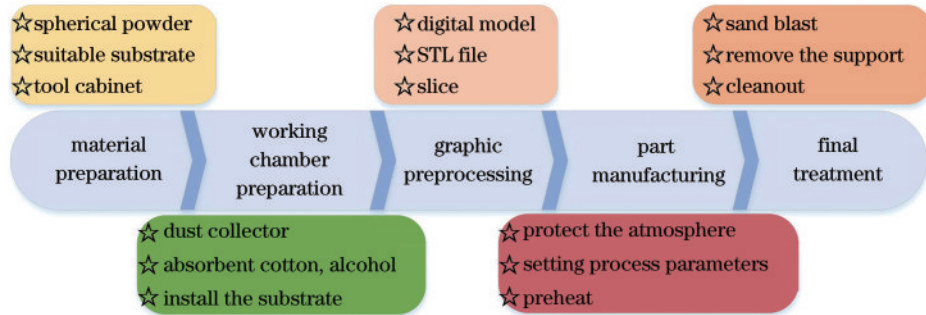 ☆spherical powder
☆suitable substrate
☆tool cabinet
☆digital model
☆STL file
☆slice
☆sand blast
☆remove the support
☆cleanout
material
preparation
working
chamber
preparation
graphic
preprocessing
part
manufacturing
final
treatment
☆dust collector
☆absorbent cotton, alcohol
☆install the substrate
☆protect the atmosphere
☆setting process parameters
☆preheat